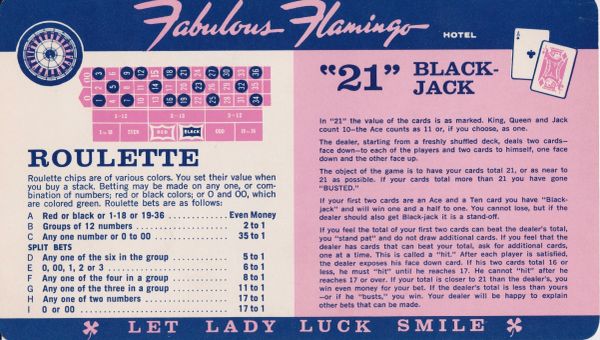 Fabulous Flamingo HOTEL
1-12 2-12 3-12
1 to 18 EVEN RED BLACK ODD 19-36
ROULETTE
Roulette chips are of various colors. You set their value when
you buy a stack. Betting may be made on any one, or com-
bination of numbers; red or black colors; or O and OO, which
are colored green. Roulette bets are as follows:
A Red or black or 1-18 or 19-36 .............. Even Money
B Groups of 12 numbers .......................... 2 to 1
C Any one number or 0 to 00 ..................... 35 to 1
SPLIT BETS
D Any one of the six in the group ................ 5 to 1
E 0, 00, 1, 2 or 3 ................................ 6 to 1
F Any one of the four in a group ................. 8 to 1
G Any one of the three in a group ................ 11 to 1
H Any one of two numbers ........................ 17 to 1
I 0 or 00 ........................................ 17 to 1
"21" BLACK-
JACK
In "21" the value of the cards is as marked. King, Queen and Jack
count 10—the Ace counts as 11 or, if you choose, as one.
The dealer, starting from a freshly shuffled deck, deals two cards—
face down—to each of the players and two cards to himself, one face
down and the other face up.
The object of the game is to have your cards total 21, or as near to
21 as possible. If your cards total more than 21 you have gone
"BUSTED."
If your first two cards are an Ace and a Ten card you have "Black-
jack" and will win one and a half to one. You cannot lose, but if the
dealer should also get Black-jack it is a stand-off.
If you feel the total of your first two cards can beat the dealer's total,
you "stand pat" and do not draw additional cards. If you feel that the
dealer has cards that can beat your total, ask for additional cards,
one at a time. This is called a "hit." After each player is satisfied,
the dealer exposes his face down card. If his two cards total 16 or
less, he must "hit" until he reaches 17. He cannot "hit" after he
reaches 17 or over. If your total is closer to 21 than the dealer's, you
win even money for your bet. If the dealer's total is less than yours
—or if he "busts," you win. Your dealer will be happy to explain
other bets that can be made.
LET LADY LUCK SMILE